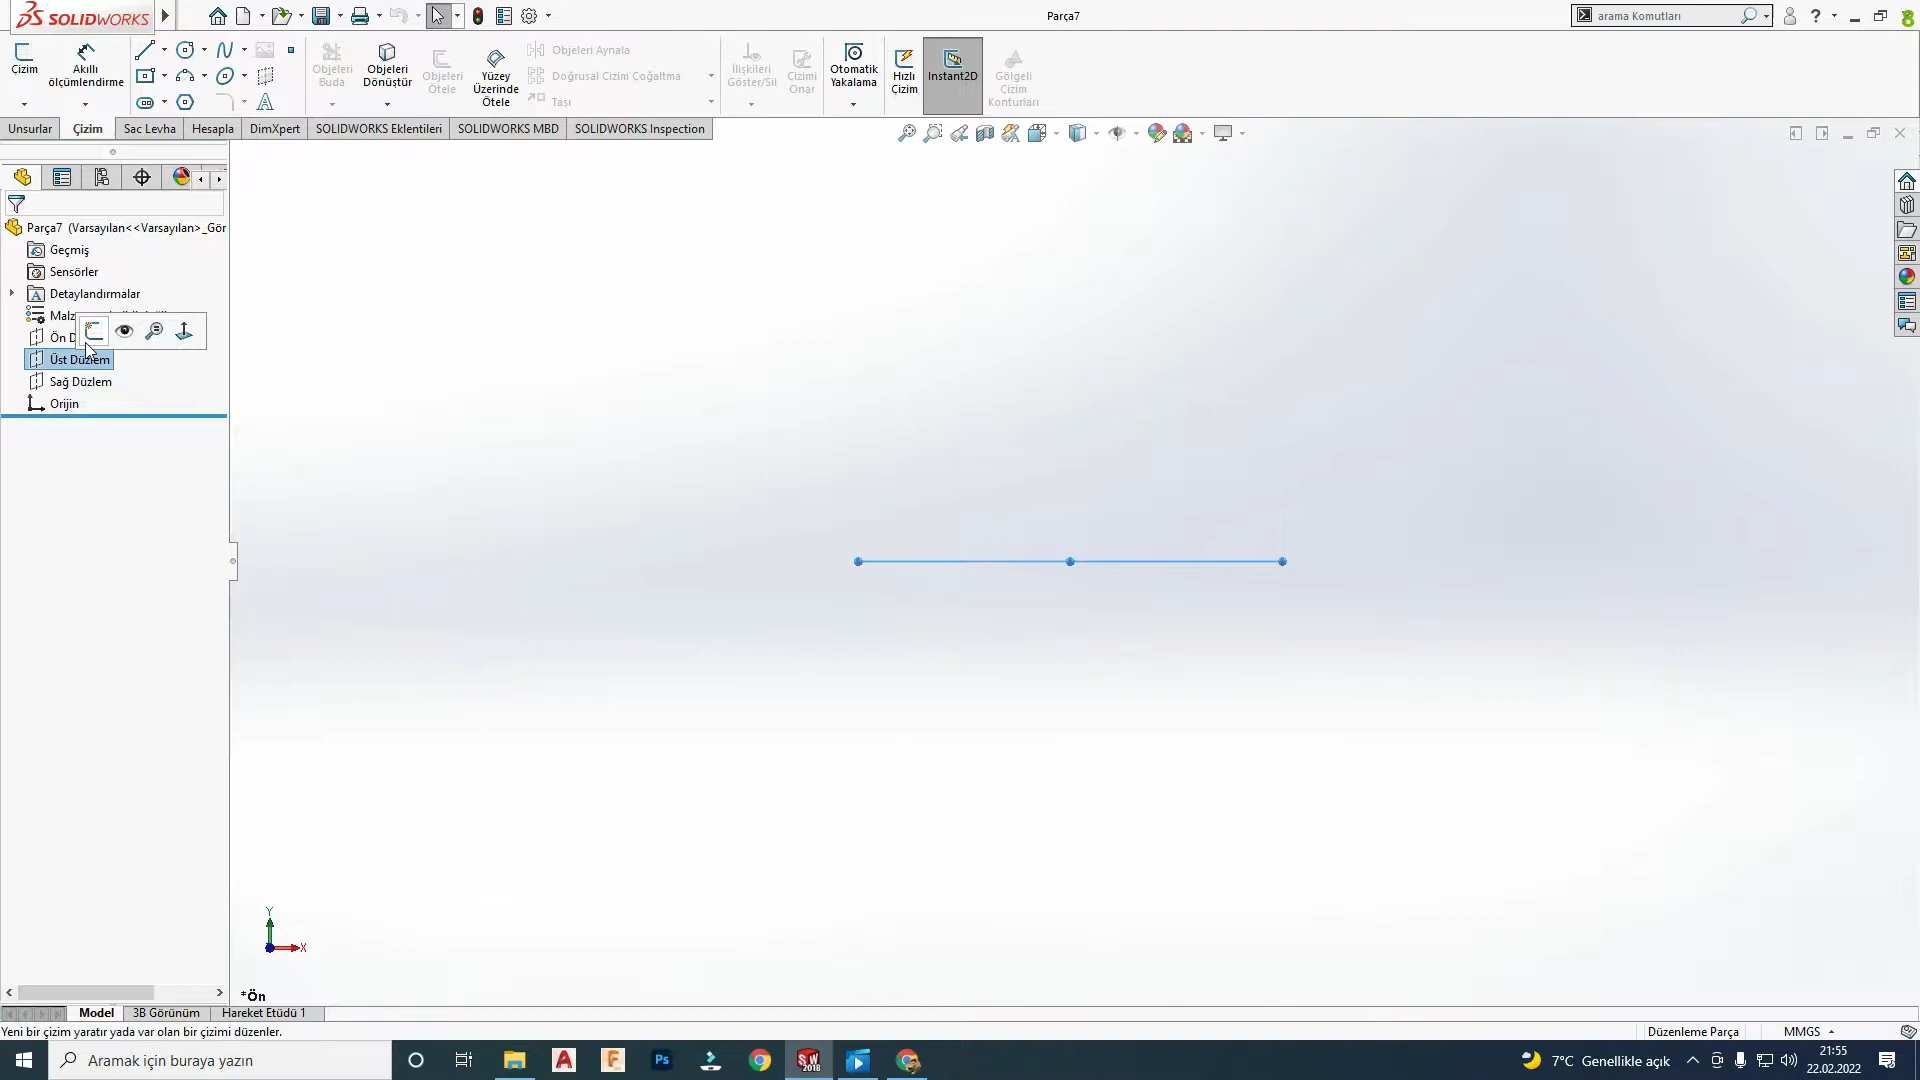 SOLIDWORKS
Parça7
arama Komutları
?
Çizim
Akıllı ölçümlendirme
Objeleri Buda
Objeleri Dönüştür
Objeleri Ötele
Yüzey Üzerinde Ötele
Objeleri Aynala
Doğrusal Çizim Çoğaltma
Taşı
İlişkileri Göster/Sil
Çizimi Onar
Otomatik Yakalama
Hızlı Çizim
Instant2D
Gölgeli Çizim Konturları
Unsurlar
Çizim
Sac Levha
Hesapla
DimXpert
SOLIDWORKS Eklentileri
SOLIDWORKS MBD
SOLIDWORKS Inspection
Parça7 (Varsayılan<<Varsayılan>_Gör
Geçmiş
Sensörler
Detaylandırmalar
Malz
Ön D
Üst Düzlem
Sağ Düzlem
Orijin
Y
X
*Ön
Model
3B Görünüm
Hareket Etüdü 1
Yeni bir çizim yaratır yada var olan bir çizimi düzenler.
Düzenleme Parça
MMGS
Aramak için buraya yazın
A
F
Ps
SW 2018
7°C Genellikle açık
21:55
22.02.2022